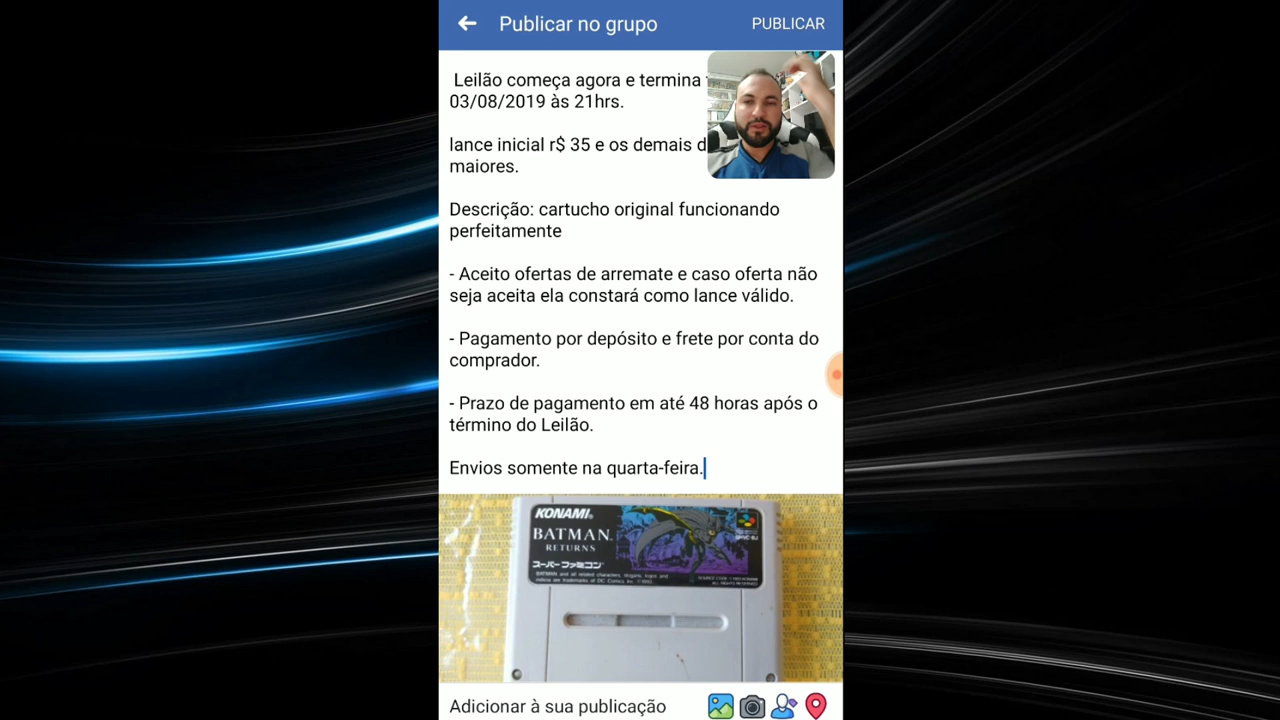 Publicar no grupo
PUBLICAR
Leilão começa agora e termina
03/08/2019 às 21hrs.
lance inicial r$ 35 e os demais
maiores.
Descrição: cartucho original funcionando
perfeitamente
- Aceito ofertas de arremate e caso oferta não
seja aceita ela constará como lance válido.
- Pagamento por depósito e frete por conta do
comprador.
- Prazo de pagamento em até 48 horas após o
término do Leilão.
Envios somente na quarta-feira.
KONAMI
BATMAN
RETURNS
スーパーファミコン
Adicionar à sua publicação